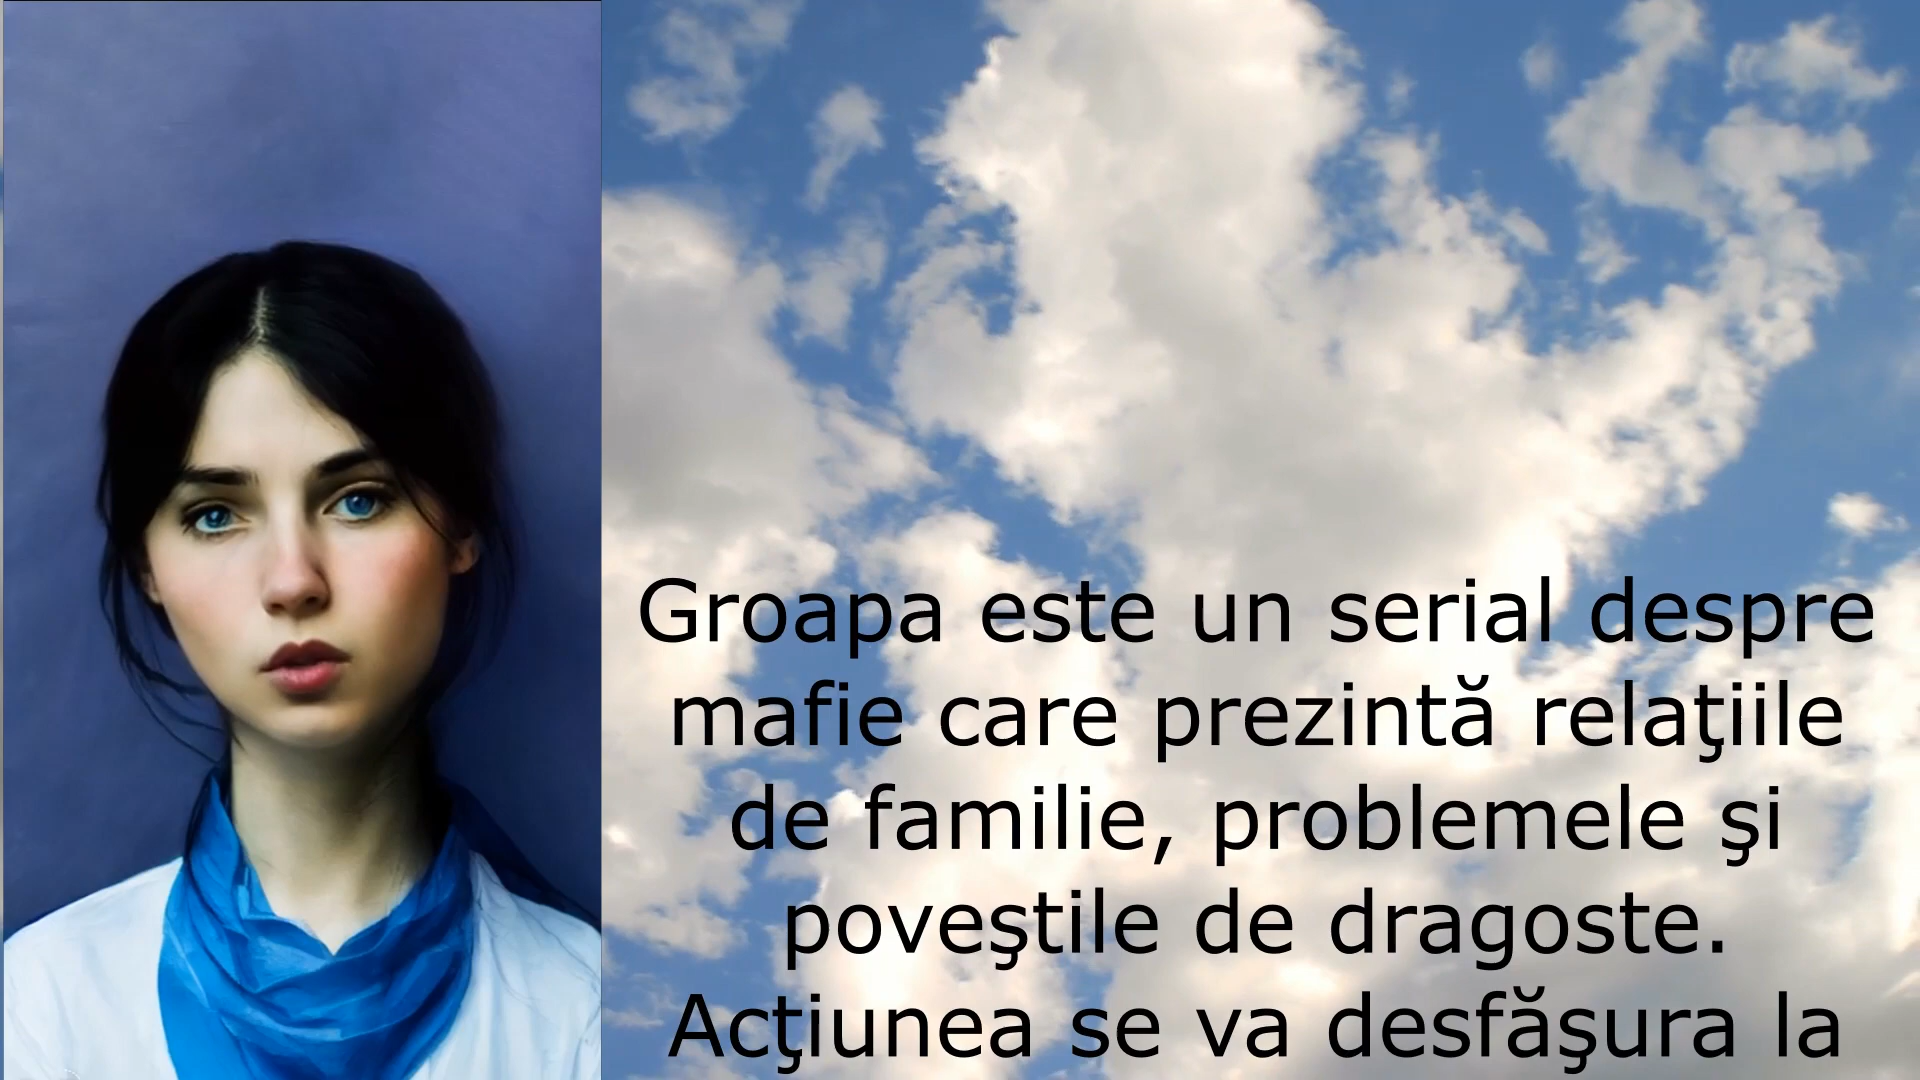 Groapa este un serial despre
mafie care prezintă relaţiile
de familie, problemele şi
poveştile de dragoste.
Acţiunea se va desfăşura la